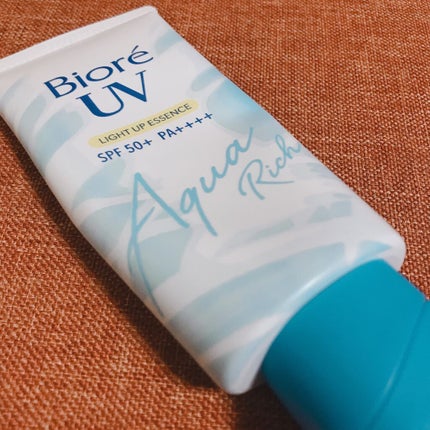 Bioré
UV
LIGHT UP ESSENCE
SPF 50+ PA++++
Aqua
Rich